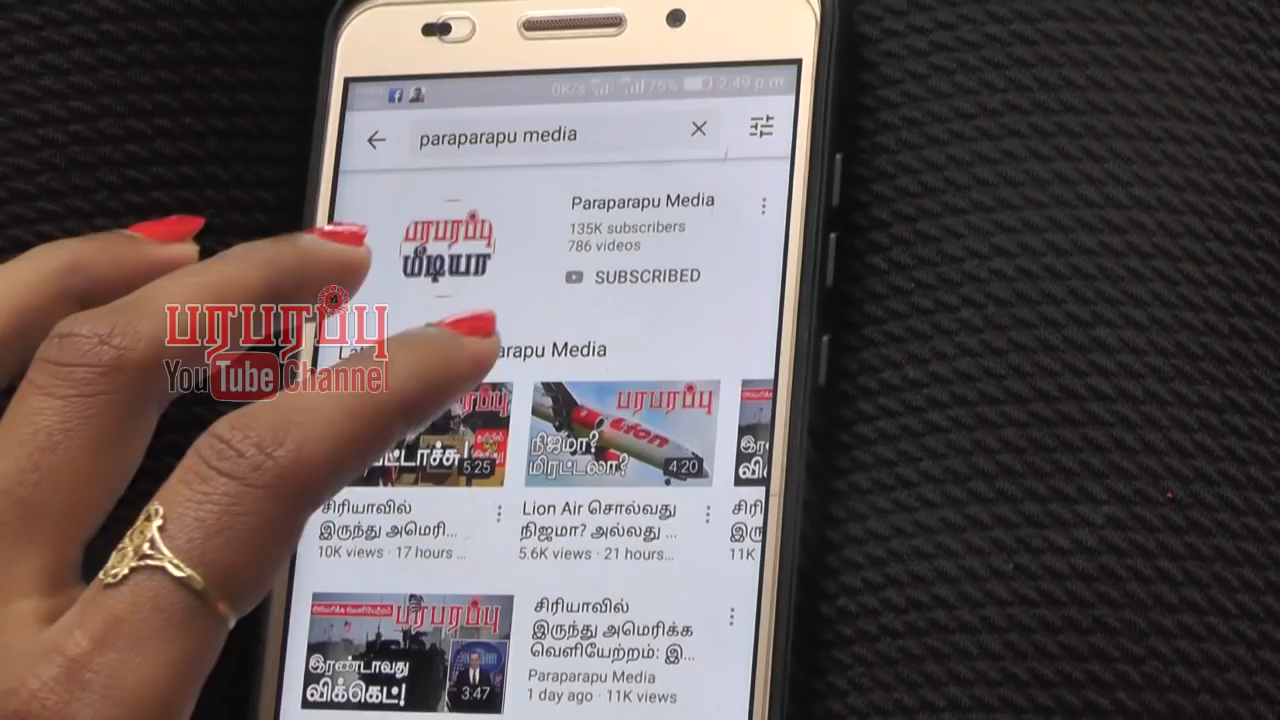 0K/s 75% 2:49 p m
paraparapu media
Paraparapu Media
135K subscribers
786 videos
SUBSCRIBED
பரபரப்பு
மீடியா
பரபரப்பு
YouTube Channel
arapu Media
பரபரப்பு
நிஜமா?
மிரட்டலா?
4:20
5:25
சிரியாவில்
இருந்து அமெரி...
10K views · 17 hours ...
Lion Air சொல்வது
நிஜமா? அல்லது ...
5.6K views · 21 hours...
சிரி
இரு
11K
பரபரப்பு
இரண்டாவது
விக்கெட்!
3:47
சிரியாவில்
இருந்து அமெரிக்க
வெளியேற்றம்: இ...
Paraparapu Media
1 day ago · 11K views